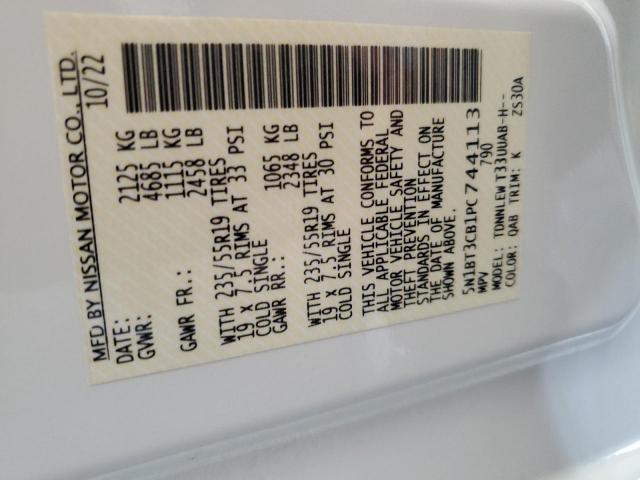 MFD BY NISSAN MOTOR CO., LTD.
DATE: 10/22
GVWR: 2125 KG
4685 LB
GAWR FR.: 1115 KG
2458 LB
WITH 235/55R19 TIRES
19 X 7.5 RIMS AT 33 PSI
COLD SINGLE
GAWR RR.: 1065 KG
2348 LB
WITH 235/55R19 TIRES
19 X 7.5 RIMS AT 30 PSI
COLD SINGLE
THIS VEHICLE CONFORMS TO
ALL APPLICABLE FEDERAL
MOTOR VEHICLE SAFETY AND
THEFT PREVENTION
STANDARDS IN EFFECT ON
THE DATE OF MANUFACTURE
SHOWN ABOVE.
5N1BT3CB1PC744113
MPV 790
MODEL: TDNNLEW T33UUAB-H--
COLOR: QAB TRIM: K ZS30A